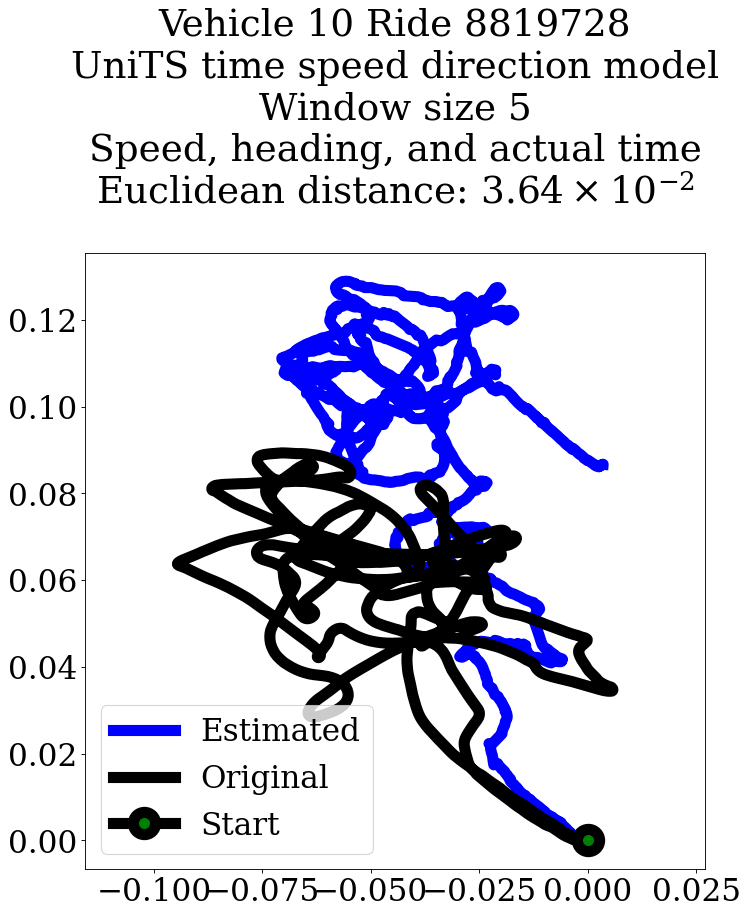 Vehicle 10 Ride 8819728
UniTS time speed direction model
Window size 5
Speed, heading, and actual time
Euclidean distance: 3.64 × 10⁻²
0.12
0.10
0.08
0.06
0.04
0.02
0.00
Estimated
Original
Start
−0.100 −0.075 −0.050 −0.025 0.000 0.025